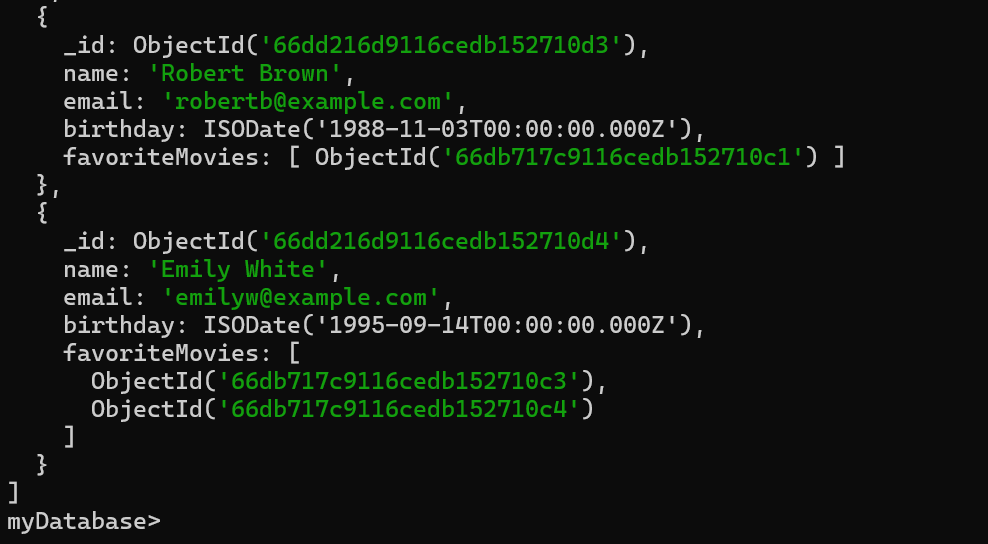 {
_id: ObjectId('66dd216d9116cedb152710d3'),
name: 'Robert Brown',
email: 'robertb@example.com',
birthday: ISODate('1988-11-03T00:00:00.000Z'),
favoriteMovies: [ ObjectId('66db717c9116cedb152710c1') ]
},
{
_id: ObjectId('66dd216d9116cedb152710d4'),
name: 'Emily White',
email: 'emilyw@example.com',
birthday: ISODate('1995-09-14T00:00:00.000Z'),
favoriteMovies: [
ObjectId('66db717c9116cedb152710c3'),
ObjectId('66db717c9116cedb152710c4')
]
}
]
myDatabase>